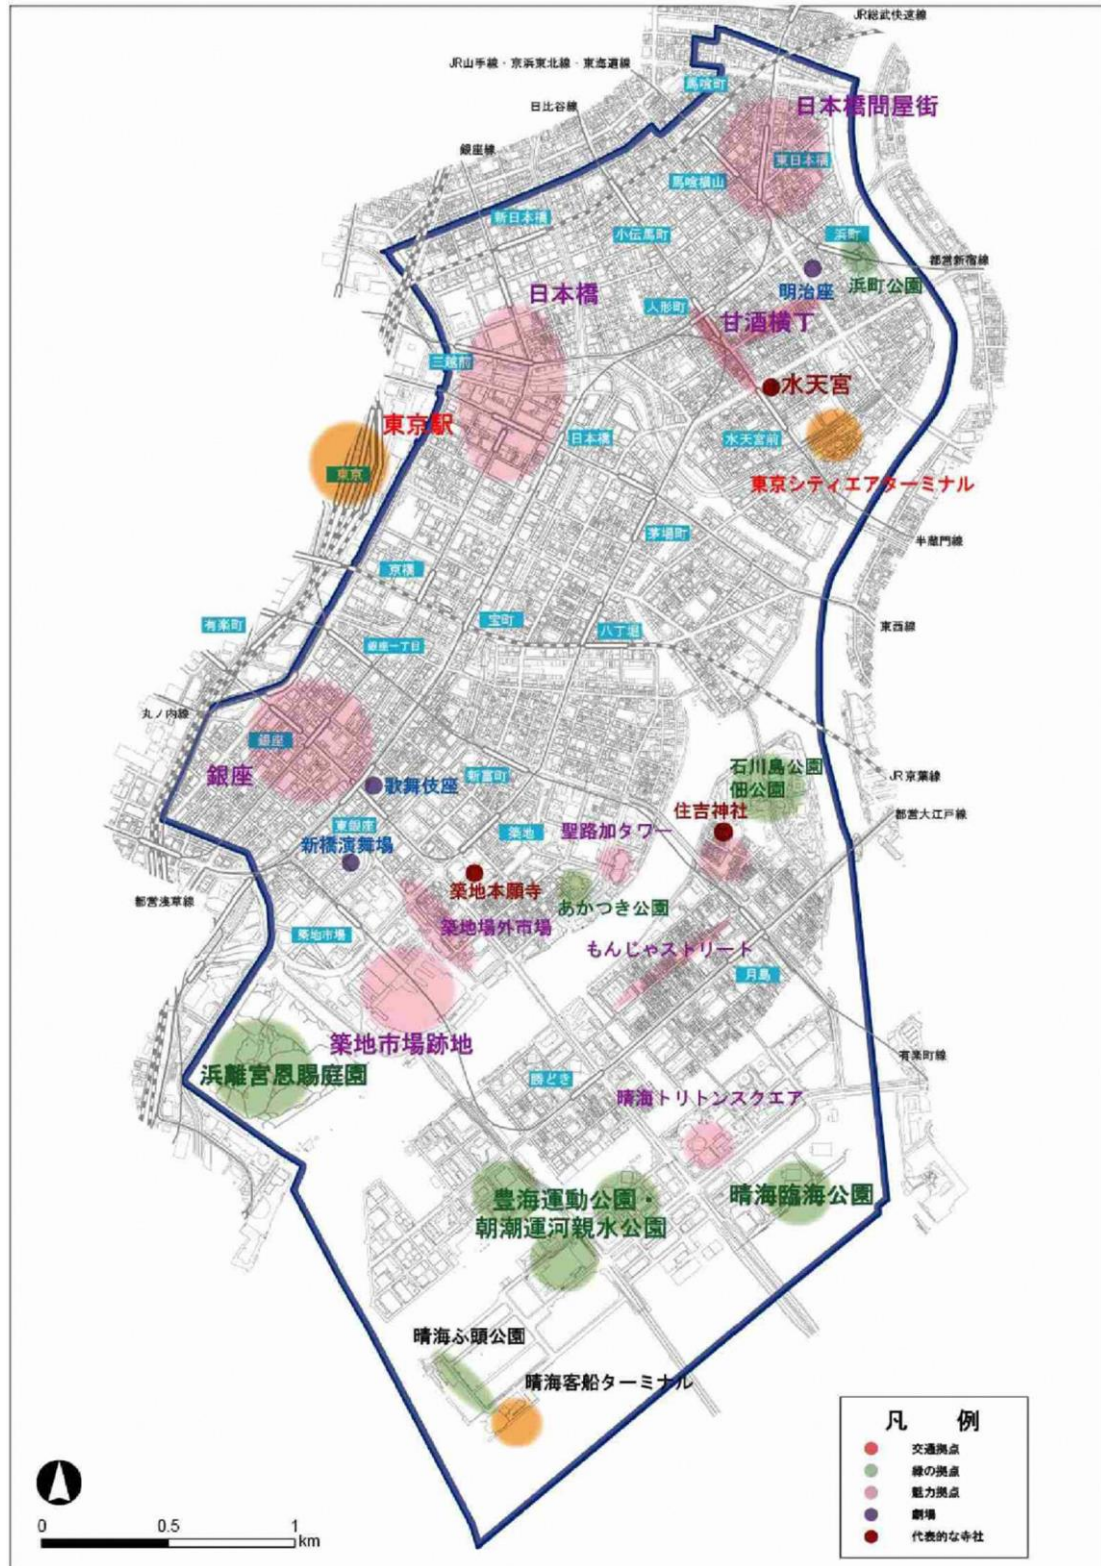 JR総武快速線
JR山手線・京浜東北線・東海道線
馬喰町
日比谷線
日本橋問屋街
銀座線
東日本橋
馬喰横山
新日本橋
小伝馬町
浜町
都営新宿線
明治座
浜町公園
日本橋
人形町
甘酒横丁
三越前
水天宮
東京駅
日本橋
水天宮前
東京
東京シティエアターミナル
茅場町
半蔵門線
京橋
宝町
有楽町
八丁堀
東西線
銀座一丁目
丸ノ内線
銀座
銀座
新富町
石川島公園
佃公園
JR京葉線
歌舞伎座
住吉神社
都営大江戸線
東銀座
築地
聖路加タワー
新橋演舞場
築地本願寺
都営浅草線
あかつき公園
築地場外市場
築地市場
もんじゃストリート
月島
築地市場跡地
有楽町線
浜離宮恩賜庭園
勝どき
晴海トリトンスクエア
豊海運動公園・
朝潮運河親水公園
晴海臨海公園
晴海ふ頭公園
晴海客船ターミナル
凡 例
交通拠点
緑の拠点
魅力拠点
劇場
代表的な寺社
0 0.5 1
km